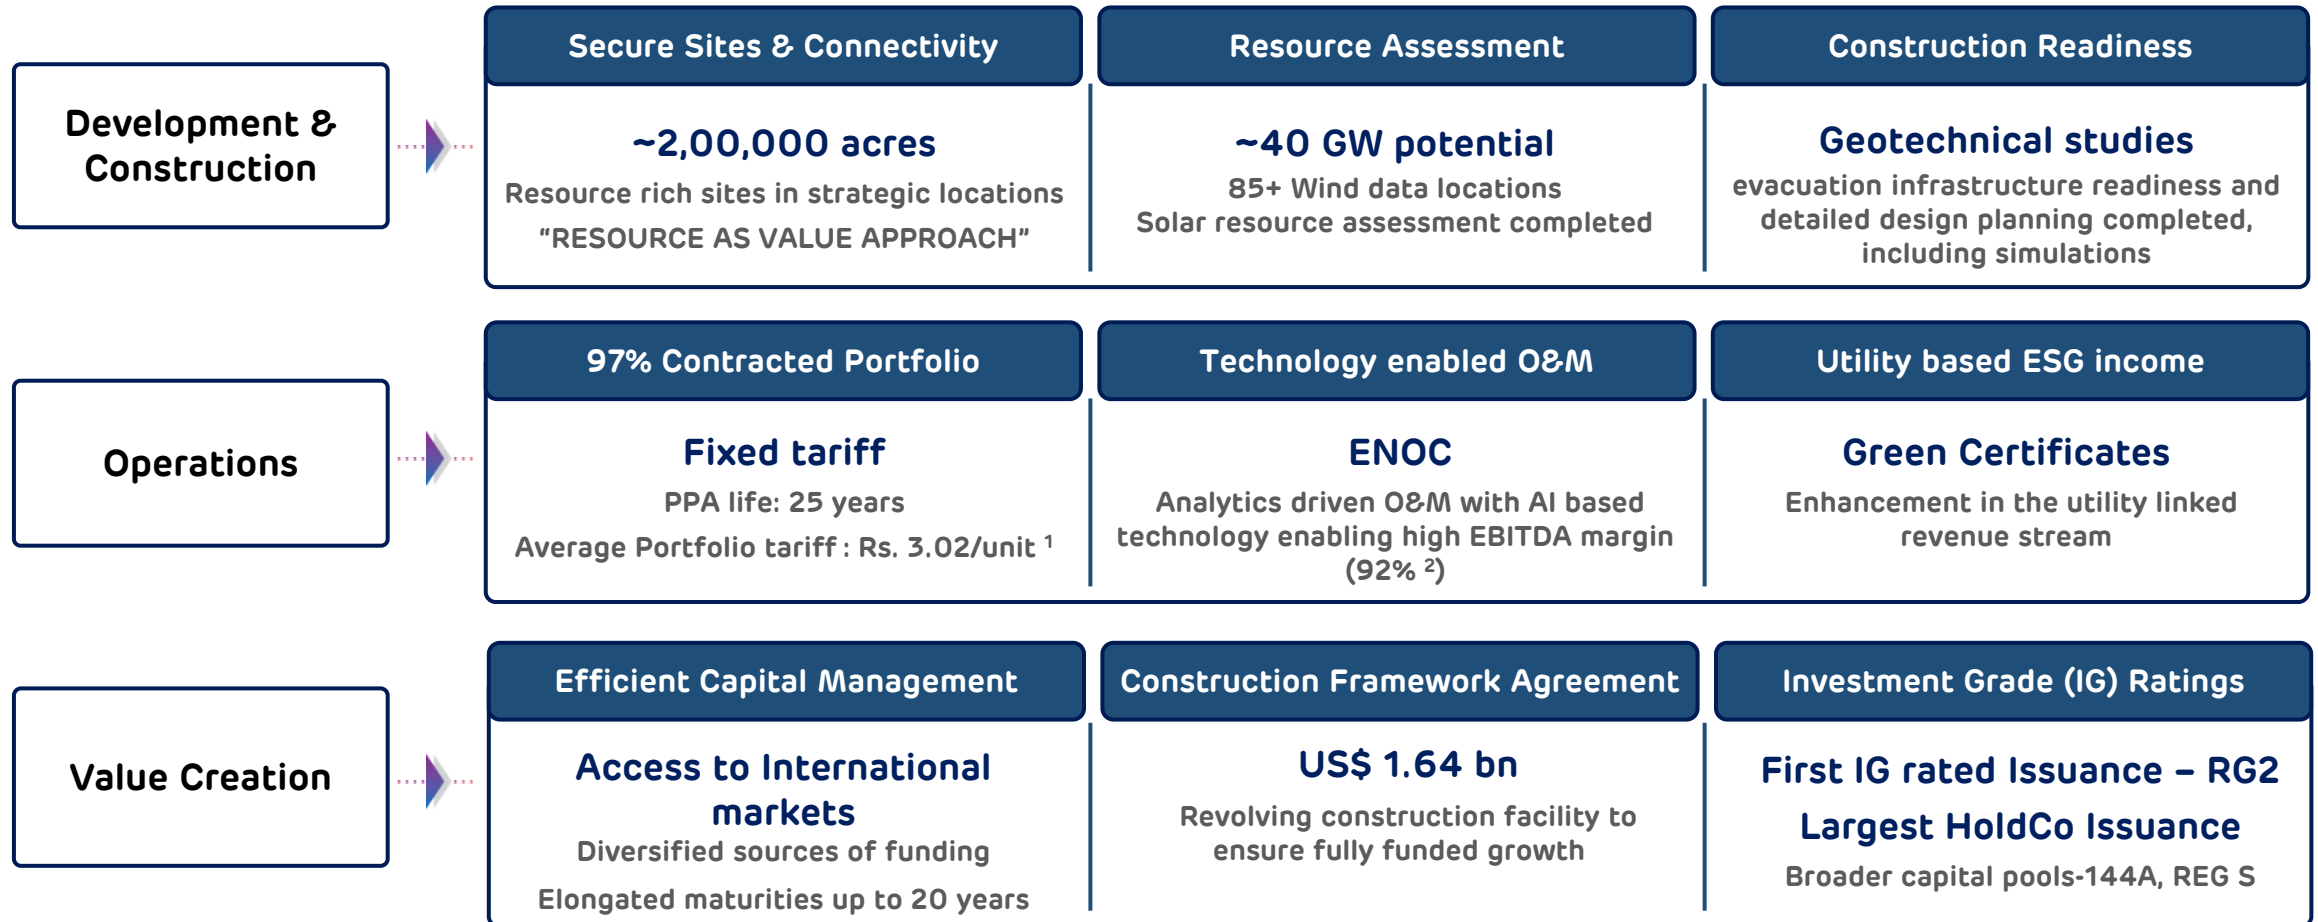 Development &
Construction
Secure Sites & Connectivity
~2,00,000 acres
Resource rich sites in strategic locations
"RESOURCE AS VALUE APPROACH"
Resource Assessment
~40 GW potential
85+ Wind data locations
Solar resource assessment completed
Construction Readiness
Geotechnical studies
evacuation infrastructure readiness and
detailed design planning completed,
including simulations
Operations
97% Contracted Portfolio
Fixed tariff
PPA life: 25 years
Average Portfolio tariff : Rs. 3.02/unit ¹
Technology enabled O&M
ENOC
Analytics driven O&M with AI based
technology enabling high EBITDA margin
(92% ²)
Utility based ESG income
Green Certificates
Enhancement in the utility linked
revenue stream
Value Creation
Efficient Capital Management
Access to International
markets
Diversified sources of funding
Elongated maturities up to 20 years
Construction Framework Agreement
US$ 1.64 bn
Revolving construction facility to
ensure fully funded growth
Investment Grade (IG) Ratings
First IG rated Issuance – RG2
Largest HoldCo Issuance
Broader capital pools-144A, REG S